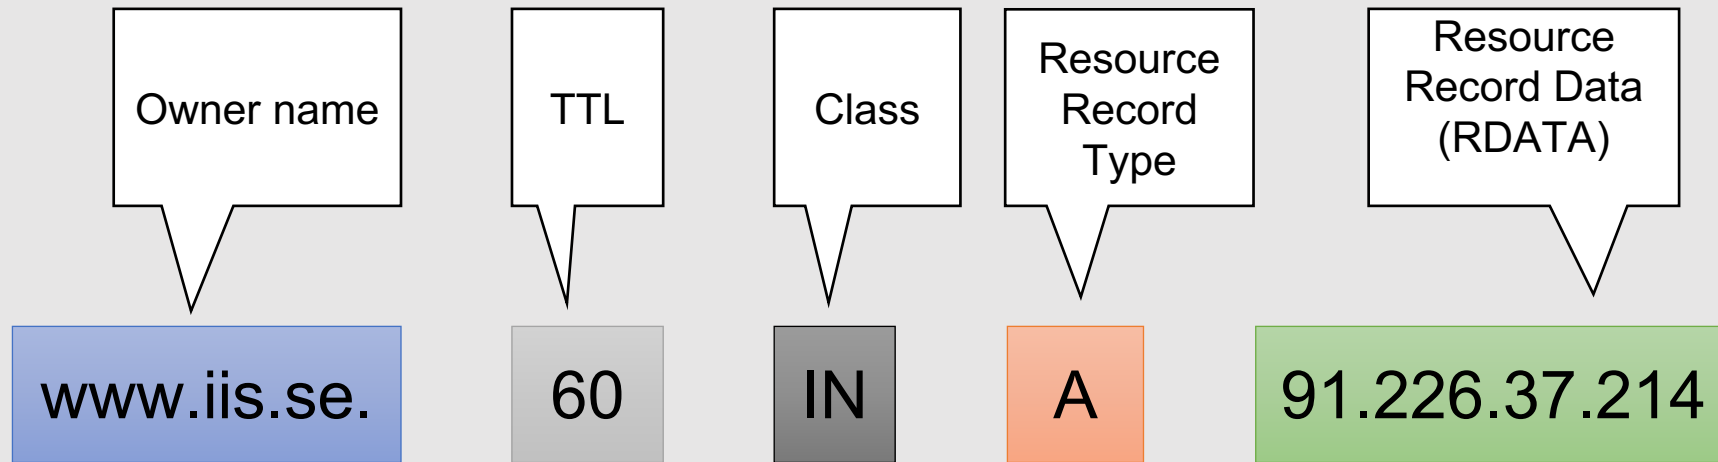 Owner name
TTL
Class
Resource
Record
Type
Resource
Record Data
(RDATA)
www.iis.se.
60
IN
A
91.226.37.214